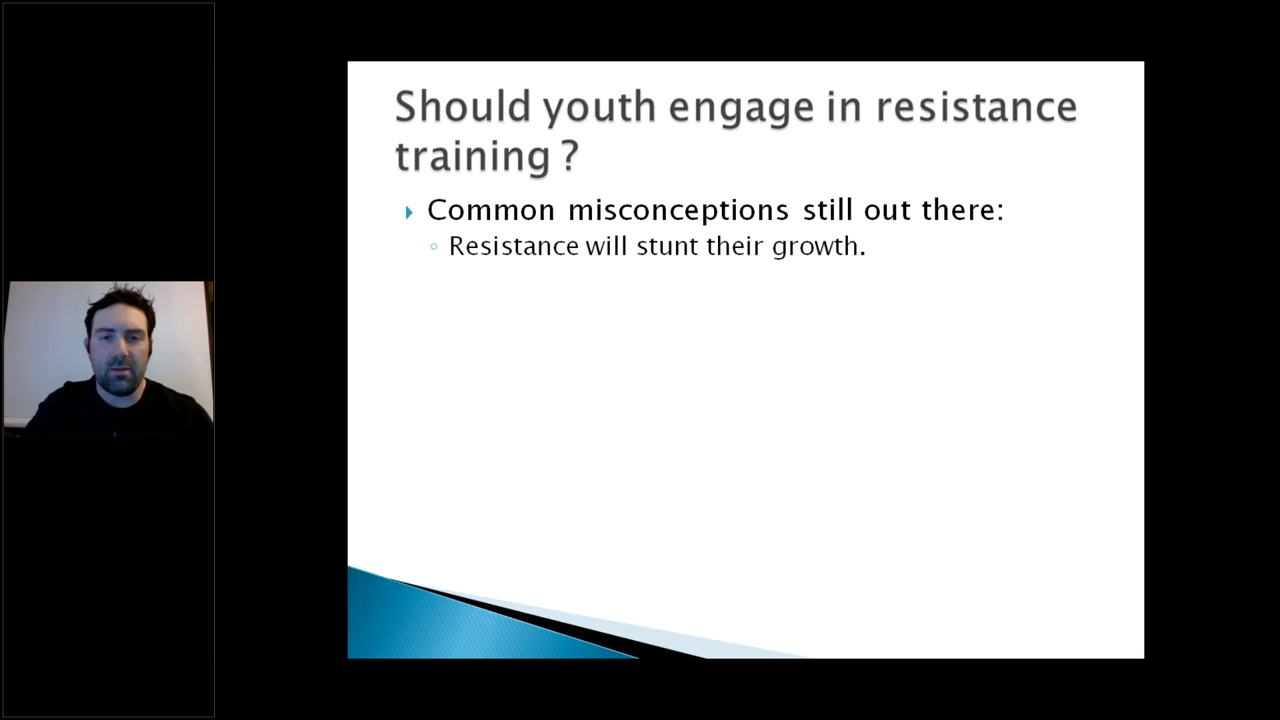 Should youth engage in resistance
training ?
Common misconceptions still out there:
Resistance will stunt their growth.